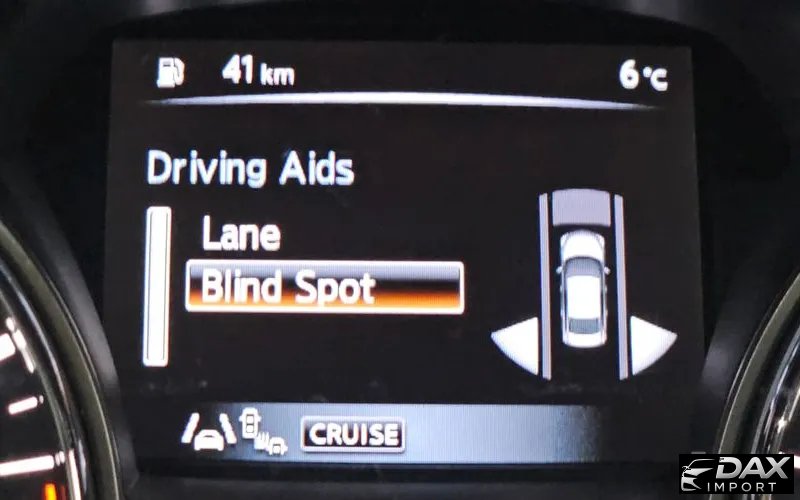 41 km
6°C
Driving Aids
Lane
Blind Spot
CRUISE
DAX
IMPORT